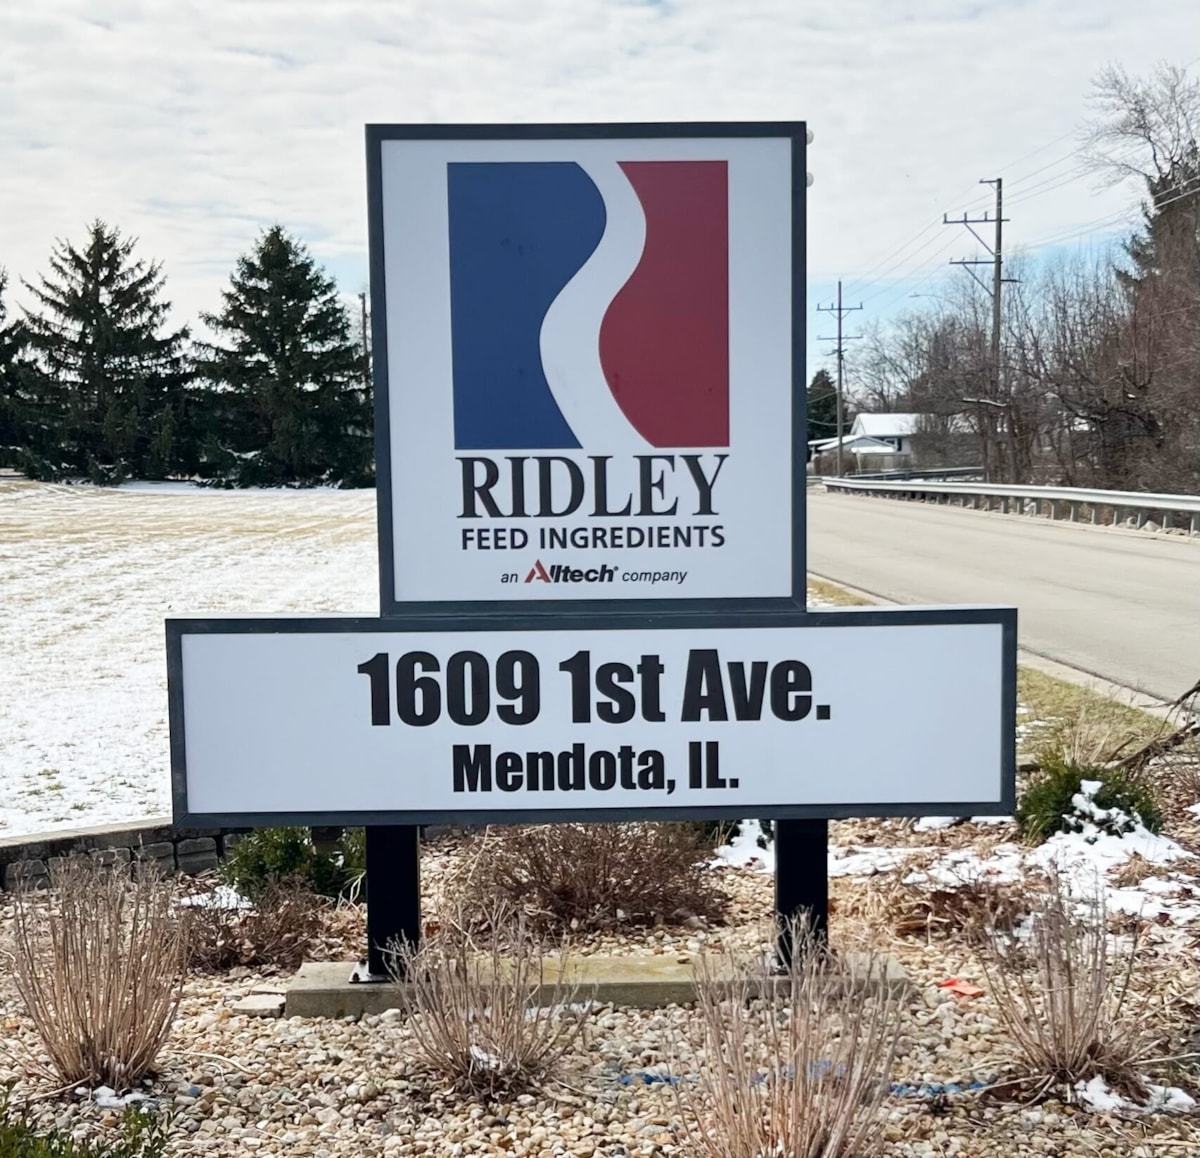 RIDLEY
FEED INGREDIENTS
an Alltech® company
1609 1st Ave.
Mendota, IL.